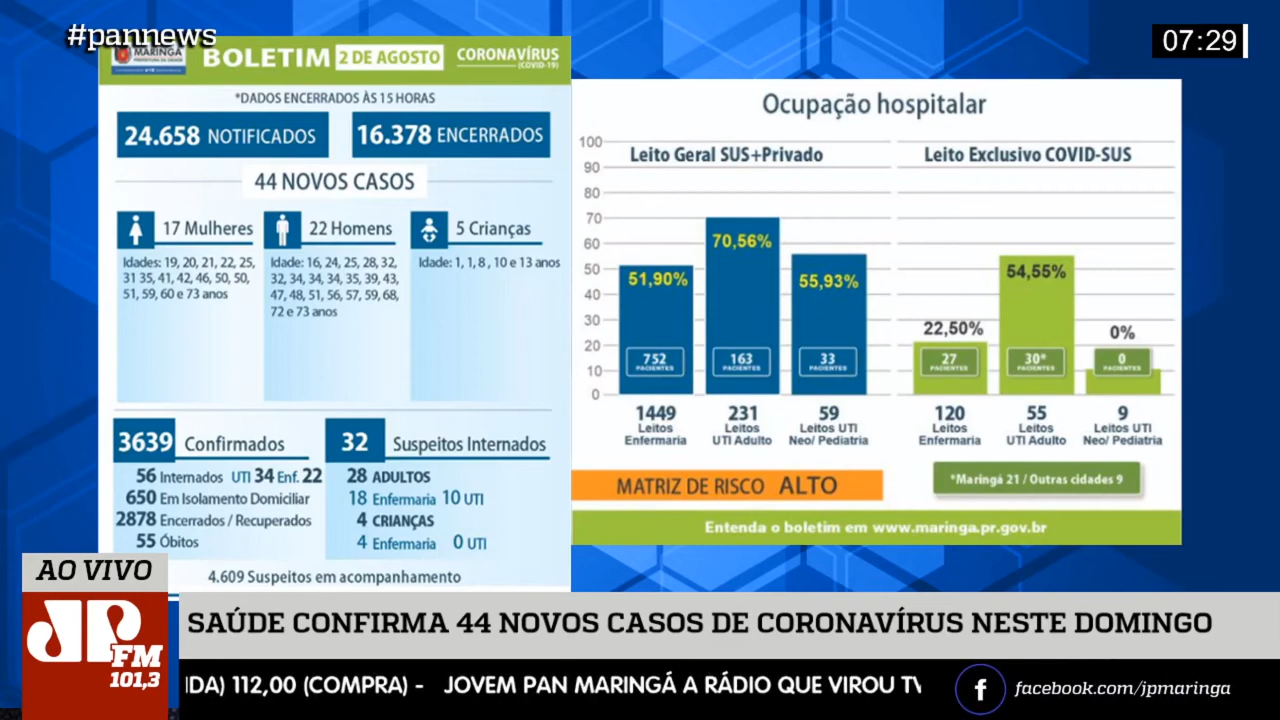 #pannews
07:29
MARINGÁ
PREFEITURA DA CIDADE
BOLETIM 2 DE AGOSTO CORONAVÍRUS
(COVID-19)
*DADOS ENCERRADOS ÀS 15 HORAS
24.658 NOTIFICADOS 16.378 ENCERRADOS
44 NOVOS CASOS
17 Mulheres
Idades: 19, 20, 21, 22, 25,
31 35, 41, 42, 46, 50, 50,
51, 59, 60 e 73 anos
22 Homens
Idade: 16, 24, 25, 28, 32,
32, 34, 34, 34, 35, 39, 43,
47, 48, 51, 56, 57, 59, 68,
72 e 73 anos
5 Crianças
Idade: 1, 1, 8 , 10 e 13 anos
3639 Confirmados
56 Internados UTI 34 Enf. 22
650 Em Isolamento Domiciliar
2878 Encerrados / Recuperados
55 Óbitos
32 Suspeitos Internados
28 ADULTOS
18 Enfermaria 10 UTI
4 CRIANÇAS
4 Enfermaria 0 UTI
4.609 Suspeitos em acompanhamento
Ocupação hospitalar
100
90
80
70
60
50
40
30
20
10
0
Leito Geral SUS+Privado
51,90%
70,56%
55,93%
752
PACIENTES
163
PACIENTES
33
PACIENTES
1449
Leitos
Enfermaria
231
Leitos
UTI Adulto
59
Leitos UTI
Neo/ Pediatria
Leito Exclusivo COVID-SUS
22,50%
54,55%
0%
27
PACIENTES
30*
PACIENTES
0
PACIENTES
120
Leitos
Enfermaria
55
Leitos
UTI Adulto
9
Leitos UTI
Neo/ Pediatria
MATRIZ DE RISCO ALTO
*Maringá 21 / Outras cidades 9
Entenda o boletim em www.maringa.pr.gov.br
AO VIVO
JP
FM
101,3
SAÚDE CONFIRMA 44 NOVOS CASOS DE CORONAVÍRUS NESTE DOMINGO
IDA) 112,00 (COMPRA) - JOVEM PAN MARINGÁ A RÁDIO QUE VIROU TV
f facebook.com/jpmaringa